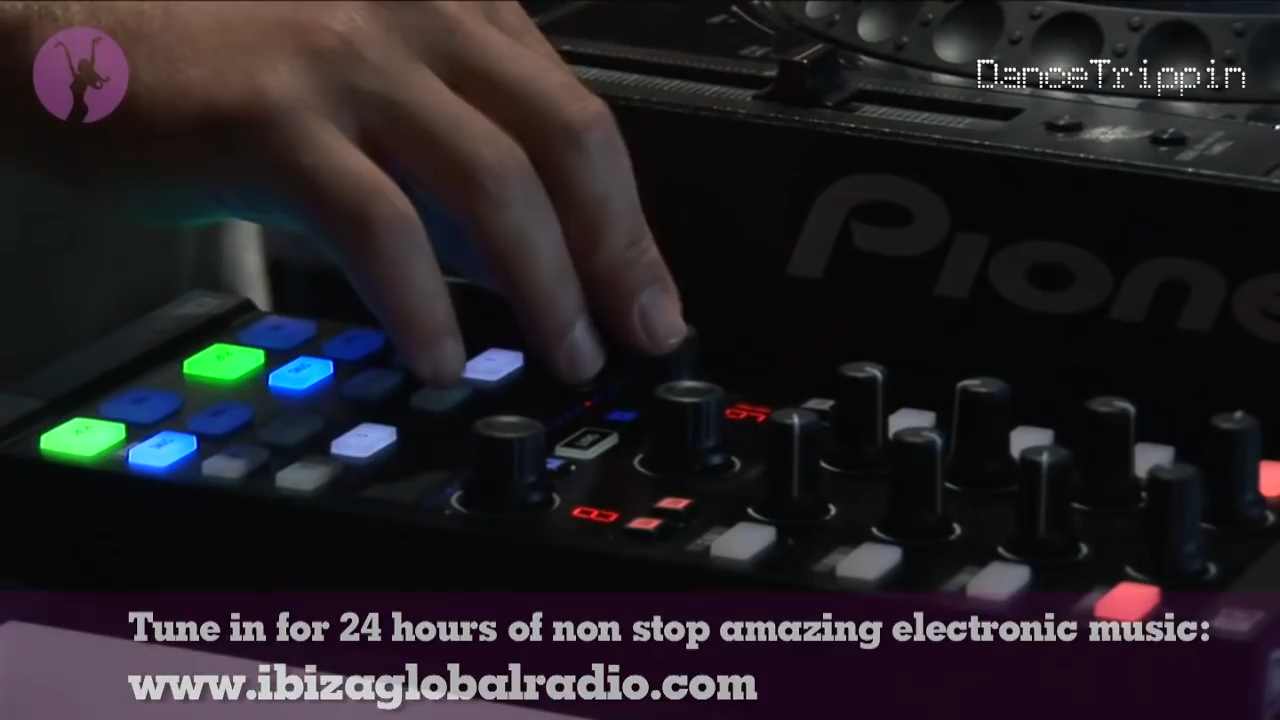 DanceTrippin
Pione
Tune in for 24 hours of non stop amazing electronic music:
www.ibizaglobalradio.com